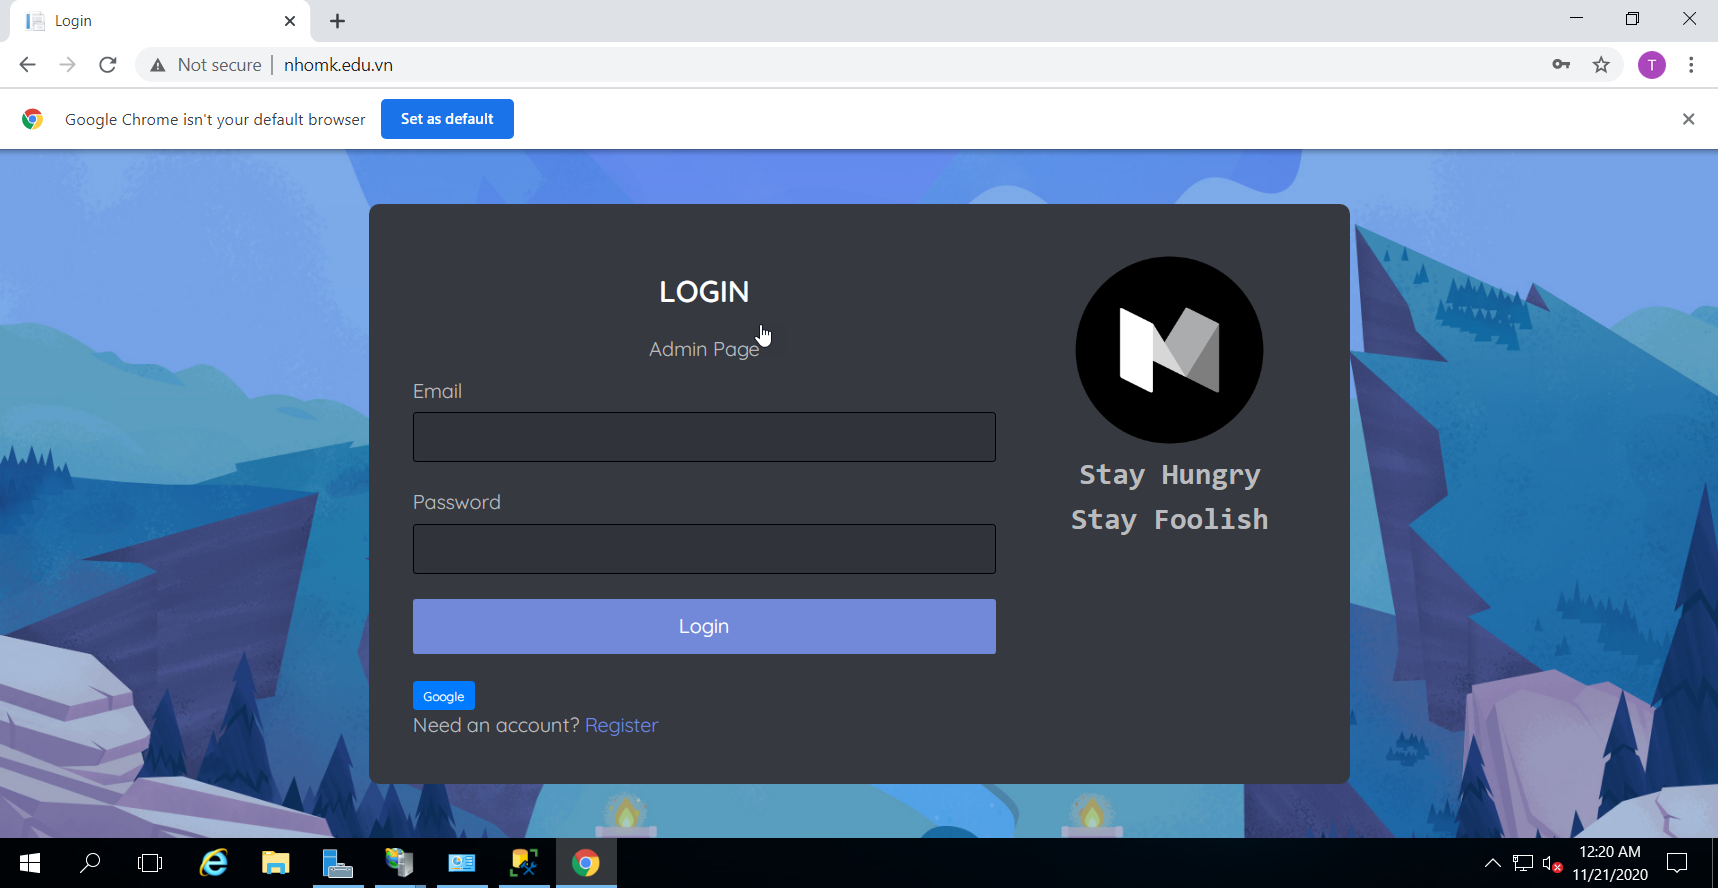 Login
Not secure
nhomk.edu.vn
T
Google Chrome isn't your default browser
Set as default
LOGIN
Admin Page
Email
Password
Login
Google
Need an account? Register
Stay Hungry
Stay Foolish
12:20 AM
11/21/2020